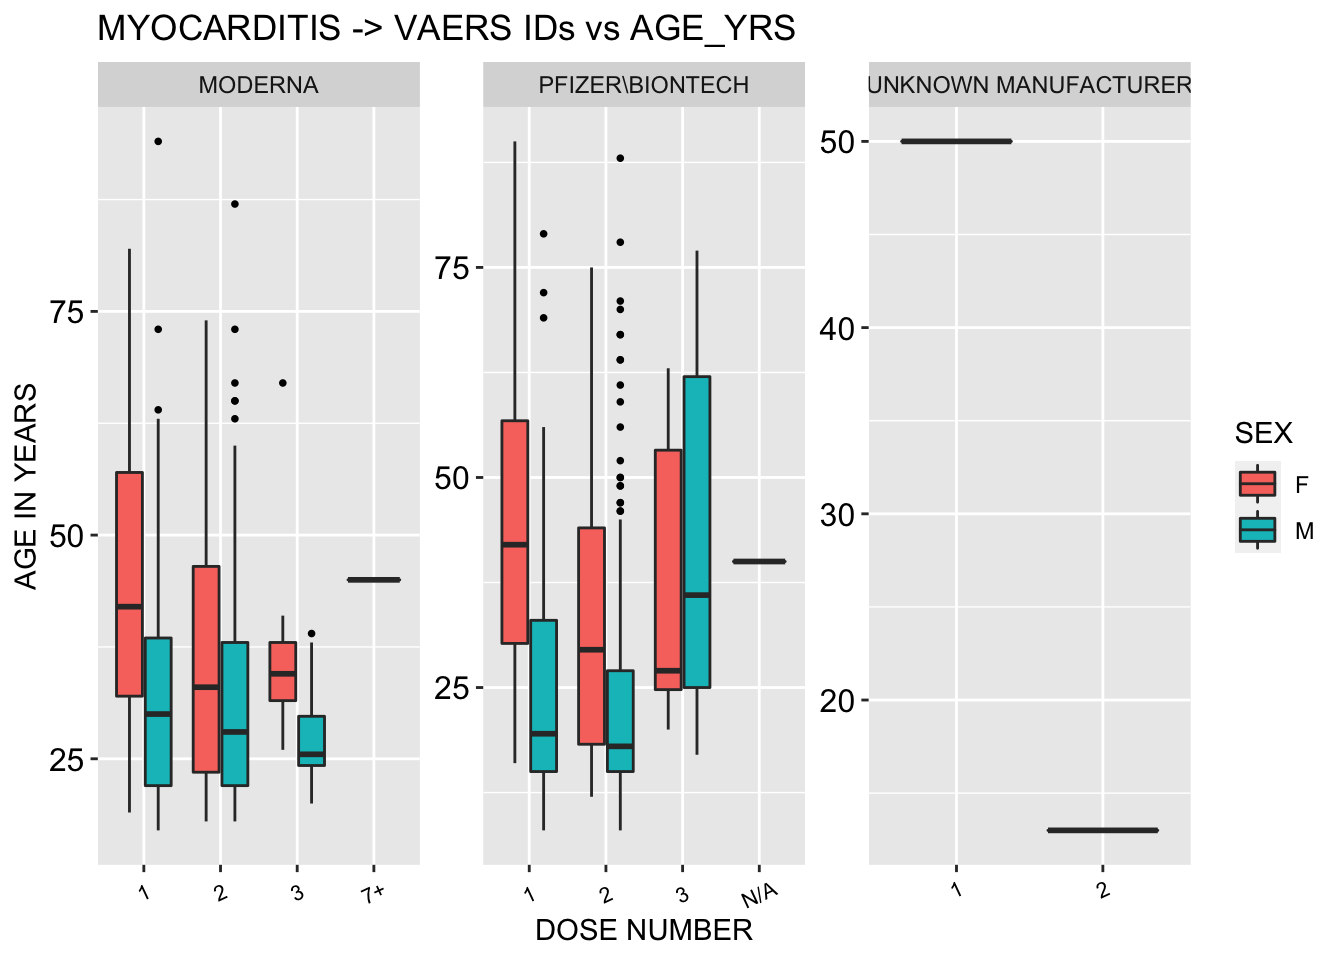 MYOCARDITIS -> VAERS IDs vs AGE_YRS
MODERNA
PFIZER\BIONTECH
UNKNOWN MANUFACTURER
AGE IN YEARS
75
50
25
75
50
25
50
40
30
20
1 2 3 7+
1 2 3 N/A
1 2
DOSE NUMBER
SEX
F
M